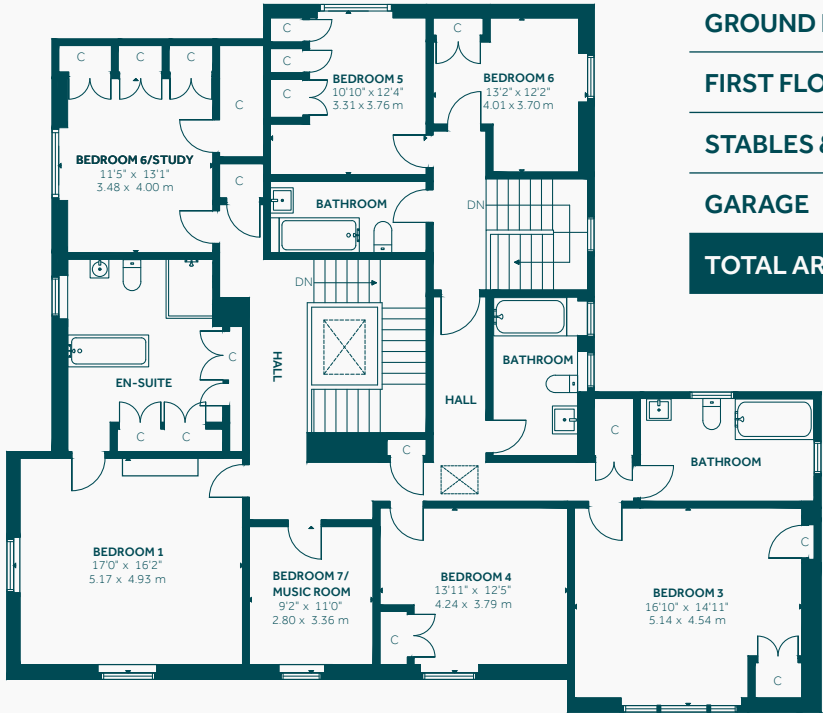 C
C
C
BEDROOM 5
10'10" x 12'4"
3.31 x 3.76 m
C
BEDROOM 6
13'2" x 12'2"
4.01 x 3.70 m
C
C
C
C
BEDROOM 6/STUDY
11'5" x 13'1"
3.48 x 4.00 m
C
BATHROOM
DN
DN
HALL
EN-SUITE
C
C
C
BATHROOM
HALL
C
C
BATHROOM
BEDROOM 1
17'0" x 16'2"
5.17 x 4.93 m
BEDROOM 7/
MUSIC ROOM
9'2" x 11'0"
2.80 x 3.36 m
BEDROOM 4
13'11" x 12'5"
4.24 x 3.79 m
C
BEDROOM 3
16'10" x 14'11"
5.14 x 4.54 m
C
C
GROUND
FIRST FLO
STABLES &
GARAGE
TOTAL AR